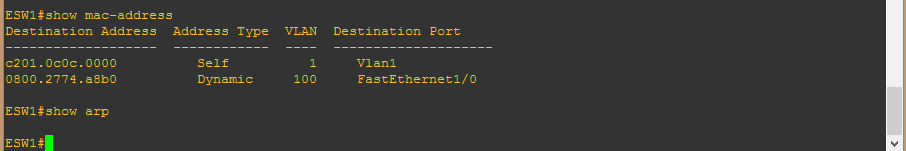 ESW1#show mac-address
Destination Address  Address Type  VLAN  Destination Port
-------------------  ------------  ----  --------------------
c201.0c0c.0000          Self          1     Vlan1
0800.2774.a8b0          Dynamic     100     FastEthernet1/0
ESW1#show arp
ESW1#